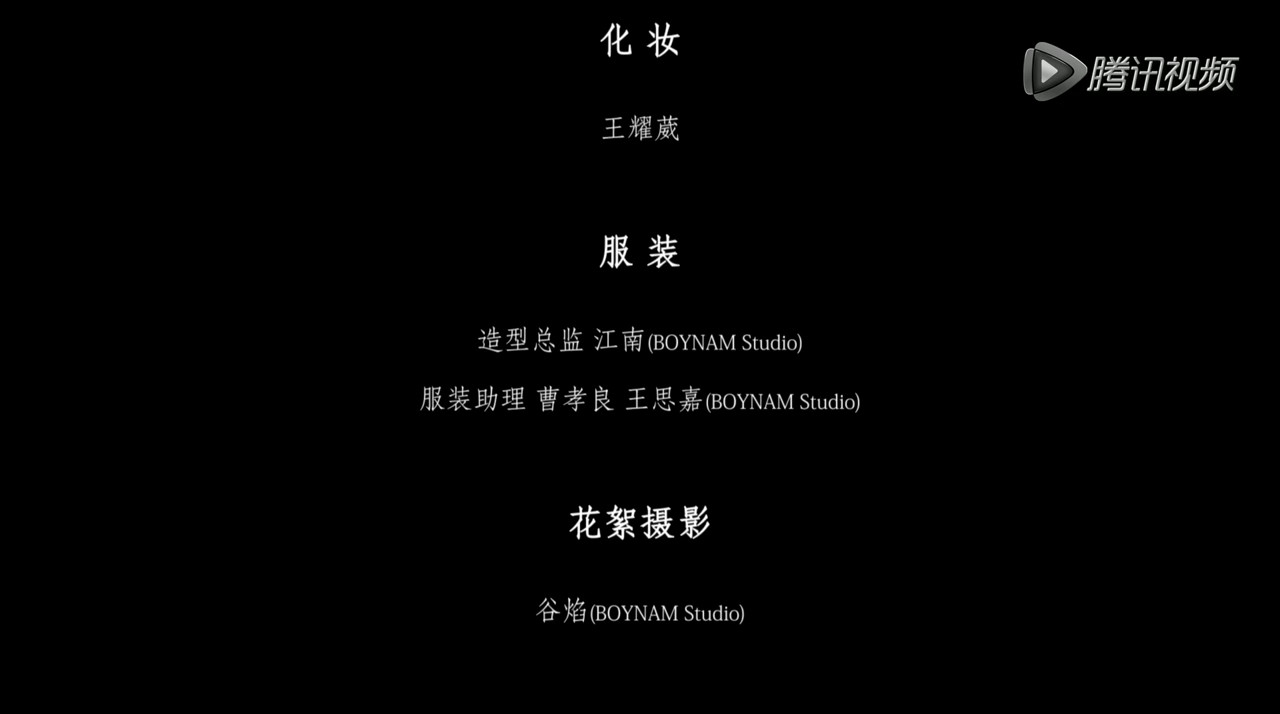 化妆
腾讯视频
王耀葳
服装
造型总监 江南(BOYNAM Studio)
服装助理 曹孝良 王思嘉(BOYNAM Studio)
花絮摄影
谷焰(BOYNAM Studio)